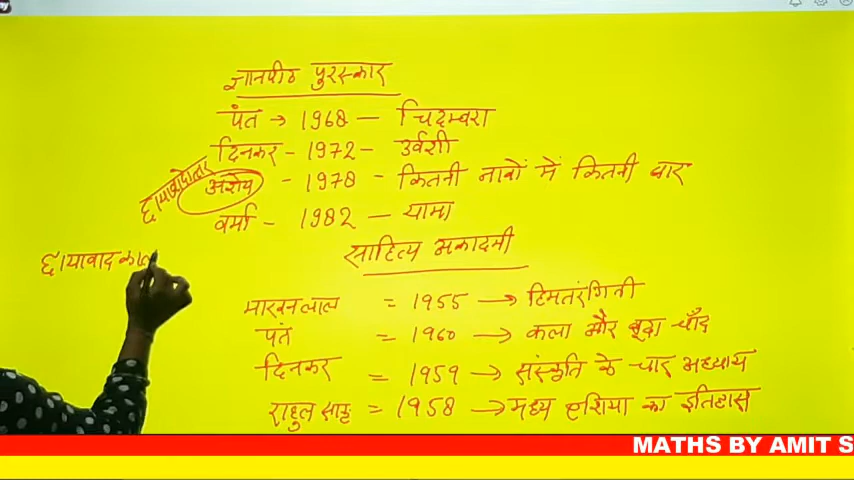 ज्ञानपीठ पुरस्कार
पंत → 1968 — चिदम्बरा
दिनकर - 1972 - उर्वशी
छायावादोत्तर
अज्ञेय - 1978 - कितनी नावों में कितनी बार
वर्मा - 1982 - यामा
साहित्य अकादमी
छायावाद काल
माखनलाल = 1955 → हिमतरंगिनी
पंत = 1960 → कला और बूढ़ा चाँद
दिनकर = 1959 → संस्कृति के चार अध्याय
राहुल सांकृ = 1958 → मध्य एशिया का इतिहास
MATHS BY AMIT S